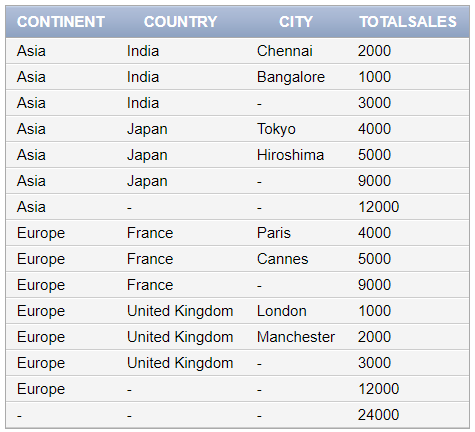 CONTINENT COUNTRY CITY TOTALSALES
Asia India Chennai 2000
Asia India Bangalore 1000
Asia India - 3000
Asia Japan Tokyo 4000
Asia Japan Hiroshima 5000
Asia Japan - 9000
Asia - - 12000
Europe France Paris 4000
Europe France Cannes 5000
Europe France - 9000
Europe United Kingdom London 1000
Europe United Kingdom Manchester 2000
Europe United Kingdom - 3000
Europe - - 12000
- - - 24000